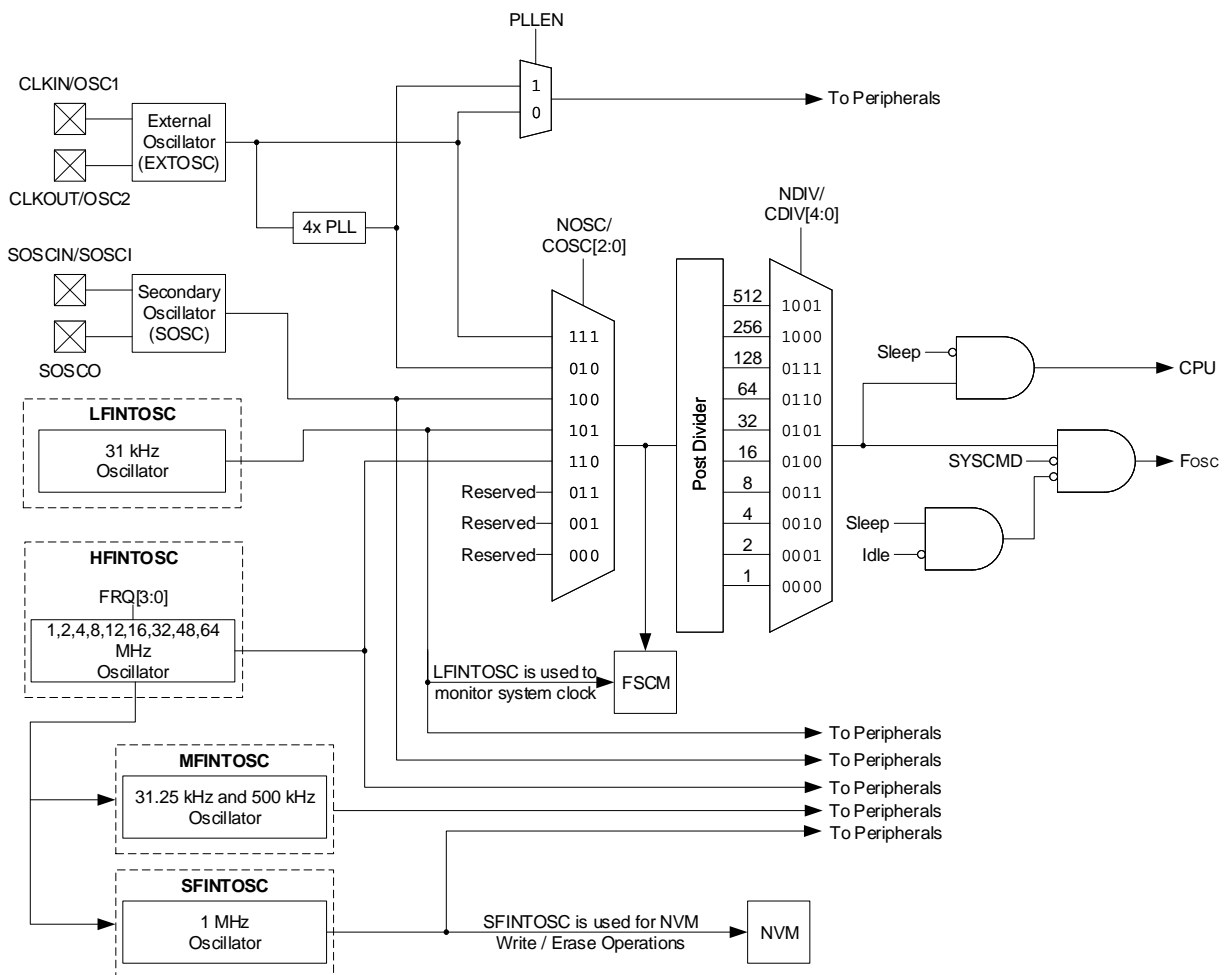 PLLEN
CLKIN/OSC1
1
0
To Peripherals
External
Oscillator
(EXTOSC)
CLKOUT/OSC2
4x PLL
NOSC/
COSC[2:0]
NDIV/
CDIV[4:0]
SOSCIN/SOSCI
Secondary
Oscillator
(SOSC)
SOSCO
111
010
100
101
110
Reserved 011
Reserved 001
Reserved 000
Post Divider
512 1001
256 1000
128 0111
64 0110
32 0101
16 0100
8 0011
4 0010
2 0001
1 0000
Sleep
CPU
SYSCMD
Fosc
Sleep
Idle
LFINTOSC
31 kHz
Oscillator
HFINTOSC
FRQ[3:0]
1,2,4,8,12,16,32,48,64
MHz
Oscillator
LFINTOSC is used to
monitor system clock
FSCM
To Peripherals
To Peripherals
To Peripherals
To Peripherals
To Peripherals
MFINTOSC
31.25 kHz and 500 kHz
Oscillator
SFINTOSC
1 MHz
Oscillator
SFINTOSC is used for NVM
Write / Erase Operations
NVM